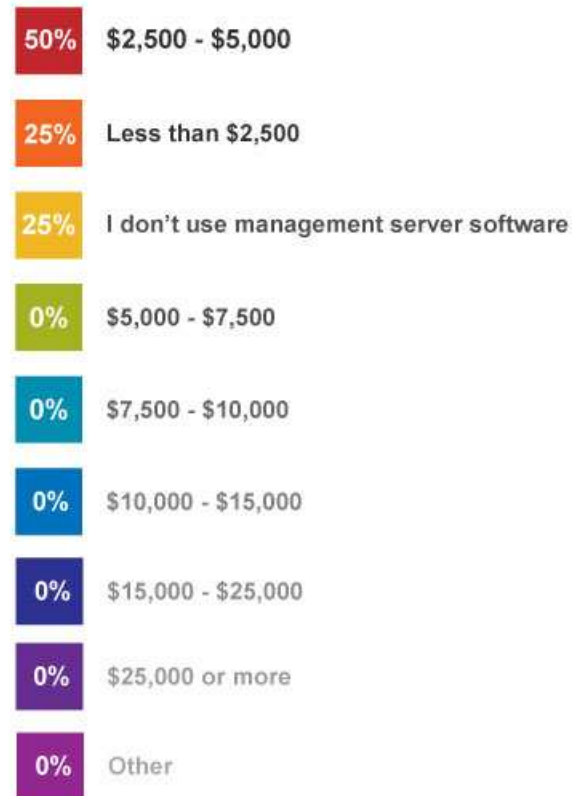 50% $2,500 - $5,000
25% Less than $2,500
25% I don't use management server software
0% $5,000 - $7,500
0% $7,500 - $10,000
0% $10,000 - $15,000
0% $15,000 - $25,000
0% $25,000 or more
0% Other